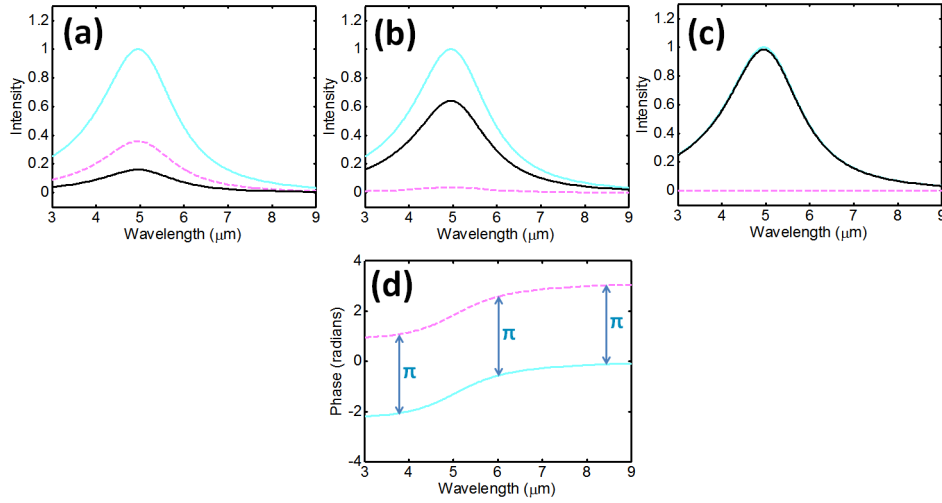 (a)
Intensity
1.2
1
0.8
0.6
0.4
0.2
0
3 4 5 6 7 8 9
Wavelength (μm)
(b)
Intensity
1.2
1
0.8
0.6
0.4
0.2
0
3 4 5 6 7 8 9
Wavelength (μm)
(c)
Intensity
1.2
1
0.8
0.6
0.4
0.2
0
3 4 5 6 7 8 9
Wavelength (μm)
(d)
Phase (radians)
4
2
0
-2
-4
π
π
π
3 4 5 6 7 8 9
Wavelength (μm)